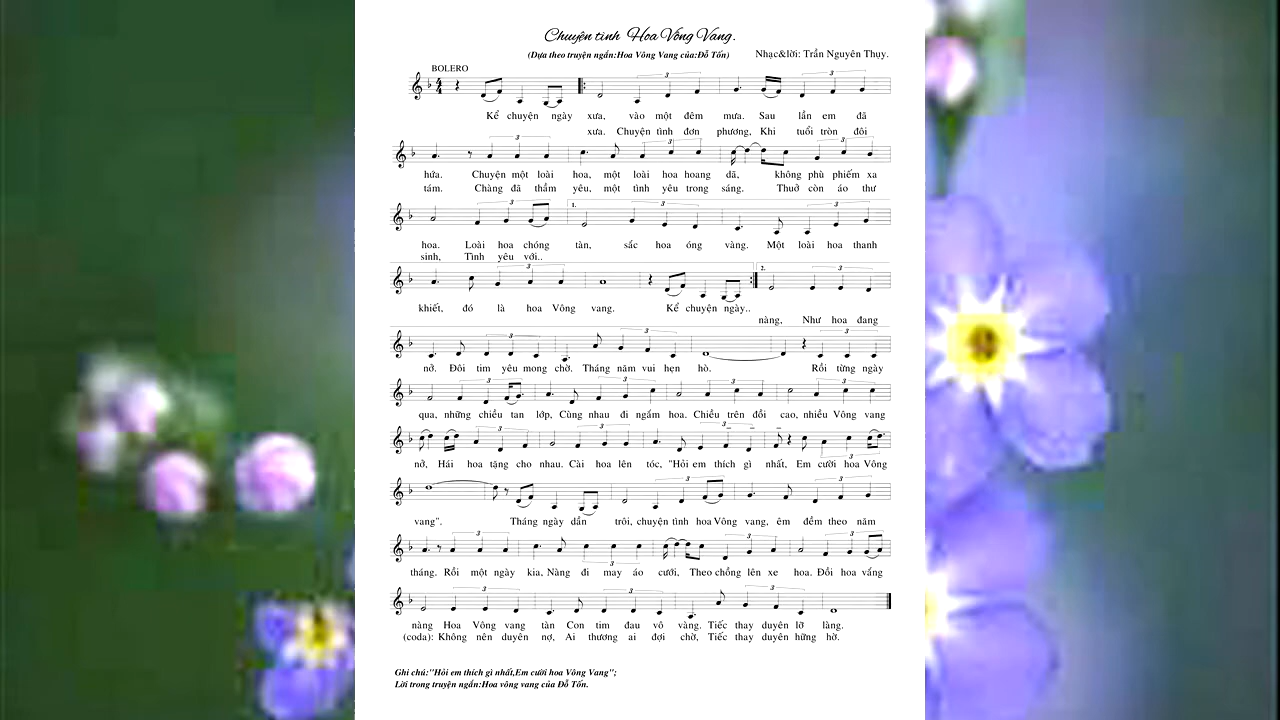 Chuyện tình Hoa Vông Vang.
(Dựa theo truyện ngắn:Hoa Vông Vang của:Đỗ Tốn)
Nhạc&lời: Trần Nguyên Thụy.
BOLERO
Kể chuyện ngày xưa, vào một đêm mưa. Sau lần em đã
xưa. Chuyện tình đơn phương, Khi tuổi tròn đôi
hứa. Chuyện một loài hoa, một loài hoa hoang dã, không phù phiếm xa
tám. Chàng đã thầm yêu, một tình yêu trong sáng. Thuở còn áo thư
hoa. Loài hoa chóng tàn, sắc hoa óng vàng. Một loài hoa thanh
sinh, Tình yêu với..
khiết, đó là hoa Vông vang. Kể chuyện ngày..
nàng, Như hoa đang
nở. Đôi tim yêu mong chờ. Tháng năm vui hẹn hò. Rồi từng ngày
qua, những chiều tan lớp, Cùng nhau đi ngắm hoa. Chiều trên đồi cao, nhiều Vông vang
nở, Hái hoa tặng cho nhau. Cài hoa lên tóc, "Hỏi em thích gì nhất, Em cười hoa Vông
vang". Tháng ngày dần trôi, chuyện tình hoa Vông vang, êm đềm theo năm
tháng. Rồi một ngày kia, Nàng đi may áo cưới, Theo chồng lên xe hoa. Đồi hoa vắng
nàng Hoa Vông vang tàn Con tim đau vô vàng. Tiếc thay duyên lỡ làng.
(coda): Không nên duyên nợ, Ai thương ai đợi chờ, Tiếc thay duyên hững hờ.
Ghi chú:"Hỏi em thích gì nhất,Em cười hoa Vông Vang";
Lời trong truyện ngắn:Hoa vông vang của Đỗ Tốn.